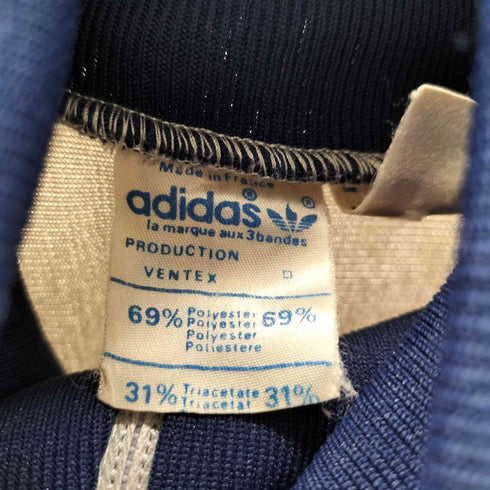 Made in France
adidas ®
la marque aux 3 bandes
PRODUCTION
VENTEX
69% Polyester 69%
Polyester
Polyester
Poliestere
31% Triacetate 31%
Triacetat